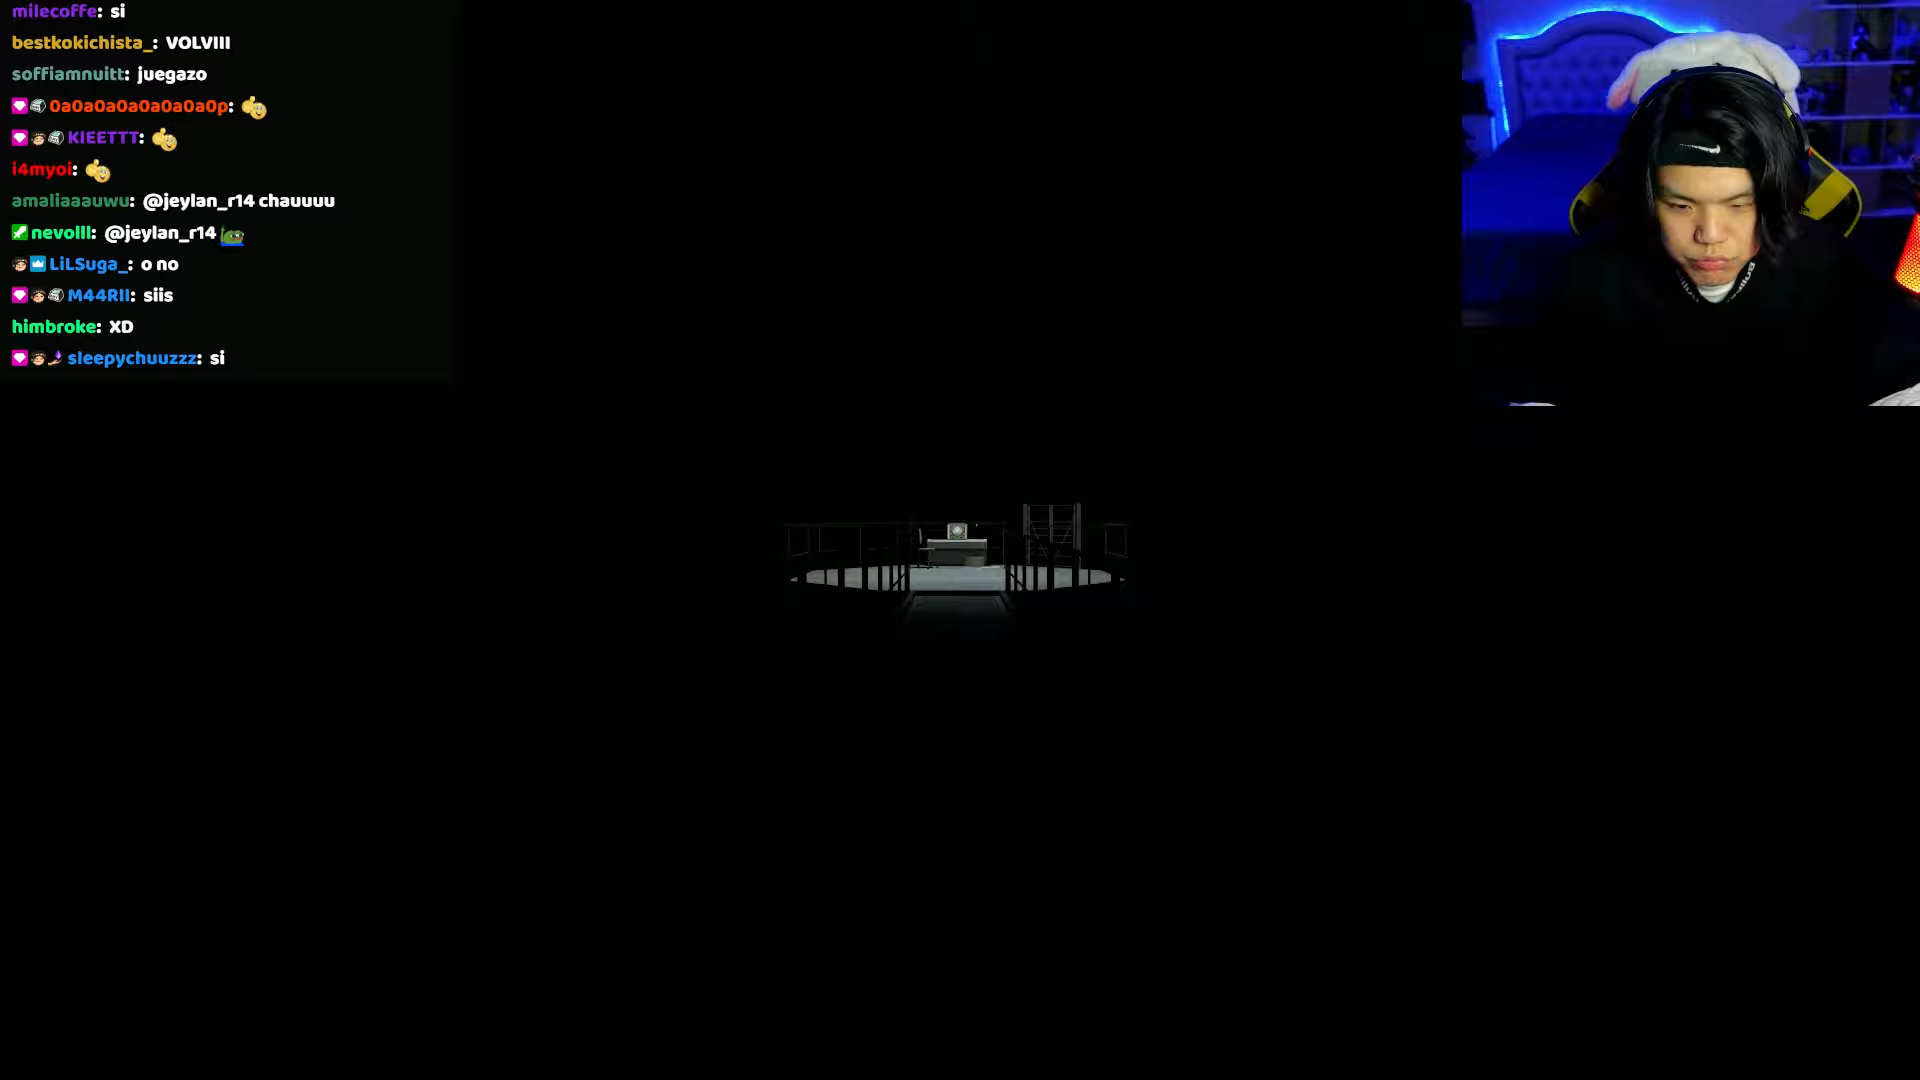 milecoffe: si
bestkokichista_: VOLVIII
soffiamnuitt: juegazo
0a0a0a0a0a0a0a0p:
KIEETTT:
i4myoi:
amaliaaauwu: @jeylan_r14 chauuuu
nevolll: @jeylan_r14
LiLSuga_: o no
M44RII: siis
himbroke: XD
sleepychuuzzz: si